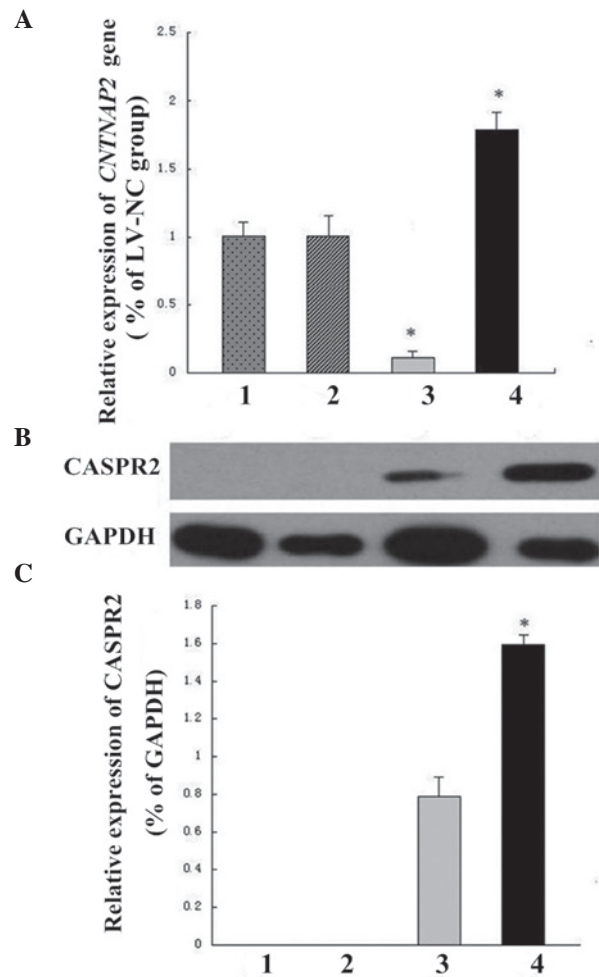 A
Relative expression of CNTNAP2 gene
( % of LV-NC group)
2.5
2
1.5
1
0.5
0
*
*
1 2 3 4
B
CASPR2
GAPDH
C
Relative expression of CASPR2
(% of GAPDH)
1.8
1.6
1.4
1.2
1
0.8
0.6
0.4
0.2
0
*
1 2 3 4